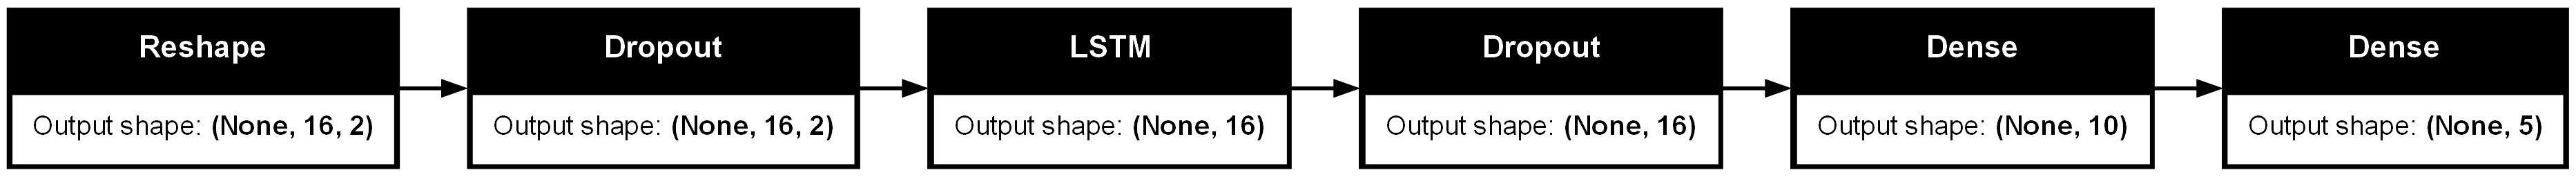 Reshape
Output shape: (None, 16, 2)
Dropout
Output shape: (None, 16, 2)
LSTM
Output shape: (None, 16)
Dropout
Output shape: (None, 16)
Dense
Output shape: (None, 10)
Dense
Output shape: (None, 5)